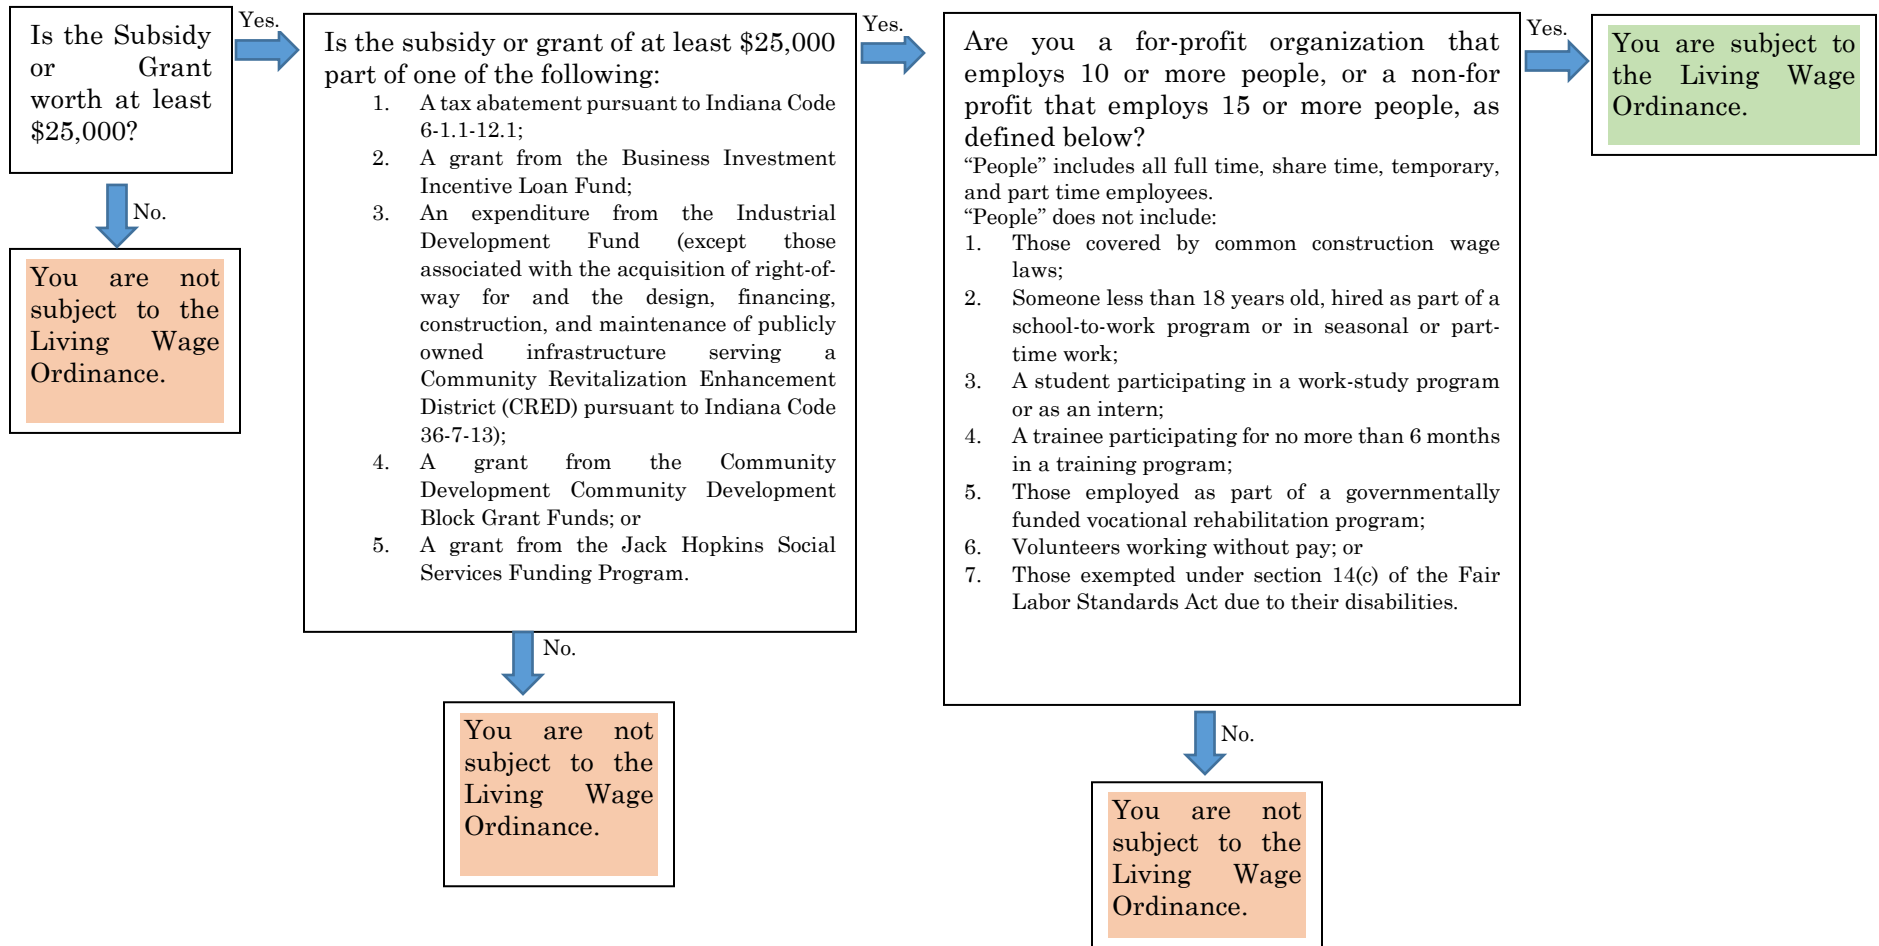 Is the Subsidy
or Grant
worth at least
$25,000?
Yes.
No.
You are not
subject to the
Living Wage
Ordinance.
Is the subsidy or grant of at least $25,000
part of one of the following:
1. A tax abatement pursuant to Indiana Code
6-1.1-12.1;
2. A grant from the Business Investment
Incentive Loan Fund;
3. An expenditure from the Industrial
Development Fund (except those
associated with the acquisition of right-of-
way for and the design, financing,
construction, and maintenance of publicly
owned infrastructure serving a
Community Revitalization Enhancement
District (CRED) pursuant to Indiana Code
36-7-13);
4. A grant from the Community
Development Community Development
Block Grant Funds; or
5. A grant from the Jack Hopkins Social
Services Funding Program.
Yes.
No.
You are not
subject to the
Living Wage
Ordinance.
Are you a for-profit organization that
employs 10 or more people, or a non-for
profit that employs 15 or more people, as
defined below?
“People” includes all full time, share time, temporary,
and part time employees.
“People” does not include:
1. Those covered by common construction wage
laws;
2. Someone less than 18 years old, hired as part of a
school-to-work program or in seasonal or part-
time work;
3. A student participating in a work-study program
or as an intern;
4. A trainee participating for no more than 6 months
in a training program;
5. Those employed as part of a governmentally
funded vocational rehabilitation program;
6. Volunteers working without pay; or
7. Those exempted under section 14(c) of the Fair
Labor Standards Act due to their disabilities.
Yes.
No.
You are not
subject to the
Living Wage
Ordinance.
You are subject to
the Living Wage
Ordinance.